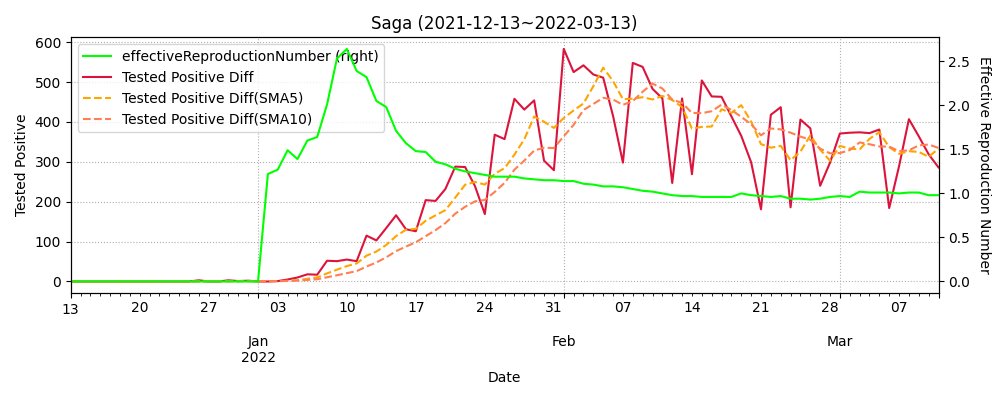 Saga (2021-12-13~2022-03-13)
effectiveReproductionNumber (right)
Tested Positive Diff
Tested Positive Diff(SMA5)
Tested Positive Diff(SMA10)
Tested Positive
600
500
400
300
200
100
0
Effective Reproduction Number
2.5
2.0
1.5
1.0
0.5
0.0
13 20 27 03 10 17 24 31 07 14 21 28 07
Jan Feb Mar
2022
Date